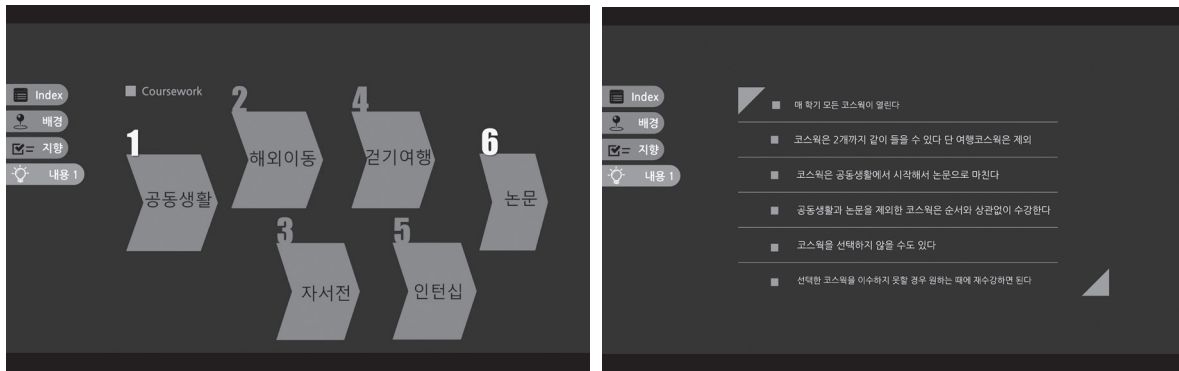 Index
배경
지향
내용 1
Coursework
1
공동생활
2
해외이동
3
자서전
4
걷기여행
5
인턴십
6
논문
Index
배경
지향
내용 1
매 학기 모든 코스웍이 열린다
코스웍은 2개까지 같이 들을 수 있다 단 여행코스웍은 제외
코스웍은 공동생활에서 시작해서 논문으로 마친다
공동생활과 논문을 제외한 코스웍은 순서와 상관없이 수강한다
코스웍을 선택하지 않을 수도 있다
선택한 코스웍을 이수하지 못할 경우 원하는 때에 재수강하면 된다